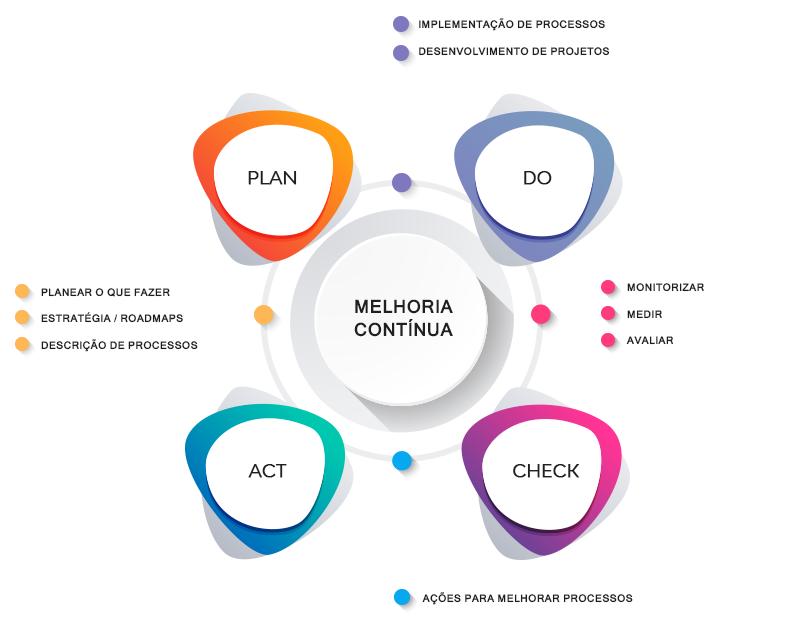 IMPLEMENTAÇÃO DE PROCESSOS
DESENVOLVIMENTO DE PROJETOS
PLAN
DO
PLANEAR O QUE FAZER
ESTRATÉGIA / ROADMAPS
DESCRIÇÃO DE PROCESSOS
MELHORIA
CONTÍNUA
MONITORIZAR
MEDIR
AVALIAR
ACT
CHECK
AÇÕES PARA MELHORAR PROCESSOS